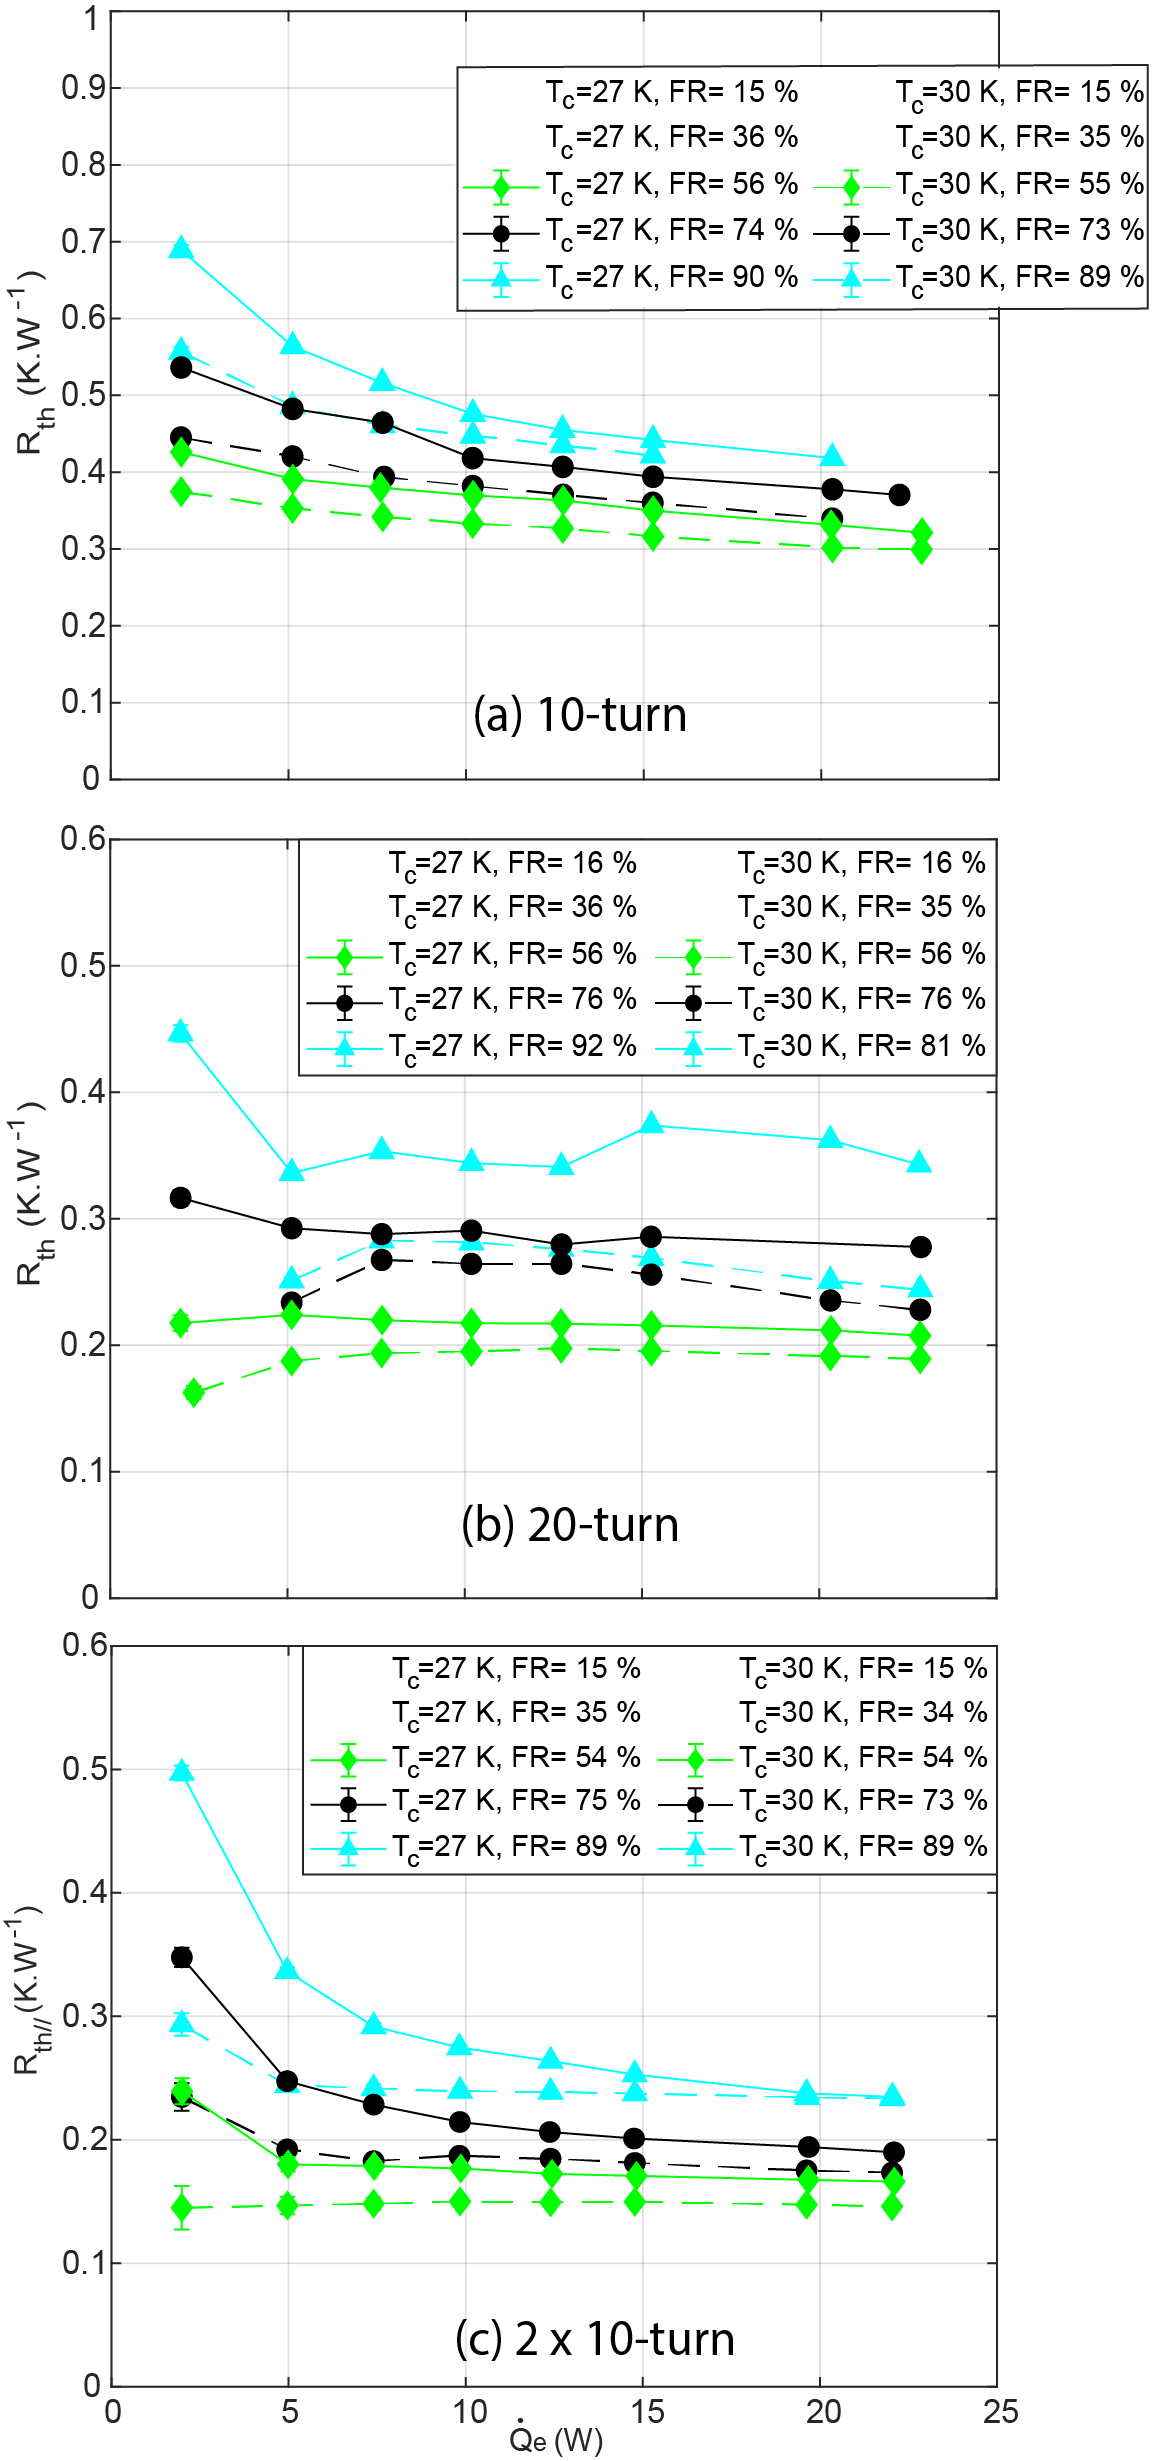 1
0.9
0.8
0.7
0.6
0.5
0.4
0.3
0.2
0.1
0
Rth (K.W-1)
Tc=27 K, FR= 15 % Tc=30 K, FR= 15 %
Tc=27 K, FR= 36 % Tc=30 K, FR= 35 %
Tc=27 K, FR= 56 % Tc=30 K, FR= 55 %
Tc=27 K, FR= 74 % Tc=30 K, FR= 73 %
Tc=27 K, FR= 90 % Tc=30 K, FR= 89 %
(a) 10-turn
0.6
0.5
0.4
0.3
0.2
0.1
0
Rth (K.W-1)
Tc=27 K, FR= 16 % Tc=30 K, FR= 16 %
Tc=27 K, FR= 36 % Tc=30 K, FR= 35 %
Tc=27 K, FR= 56 % Tc=30 K, FR= 56 %
Tc=27 K, FR= 76 % Tc=30 K, FR= 76 %
Tc=27 K, FR= 92 % Tc=30 K, FR= 81 %
(b) 20-turn
0.6
0.5
0.4
0.3
0.2
0.1
0
Rth// (K.W-1)
Tc=27 K, FR= 15 % Tc=30 K, FR= 15 %
Tc=27 K, FR= 35 % Tc=30 K, FR= 34 %
Tc=27 K, FR= 54 % Tc=30 K, FR= 54 %
Tc=27 K, FR= 75 % Tc=30 K, FR= 73 %
Tc=27 K, FR= 89 % Tc=30 K, FR= 89 %
(c) 2 x 10-turn
0 5 10 15 20 25
Q̇e (W)